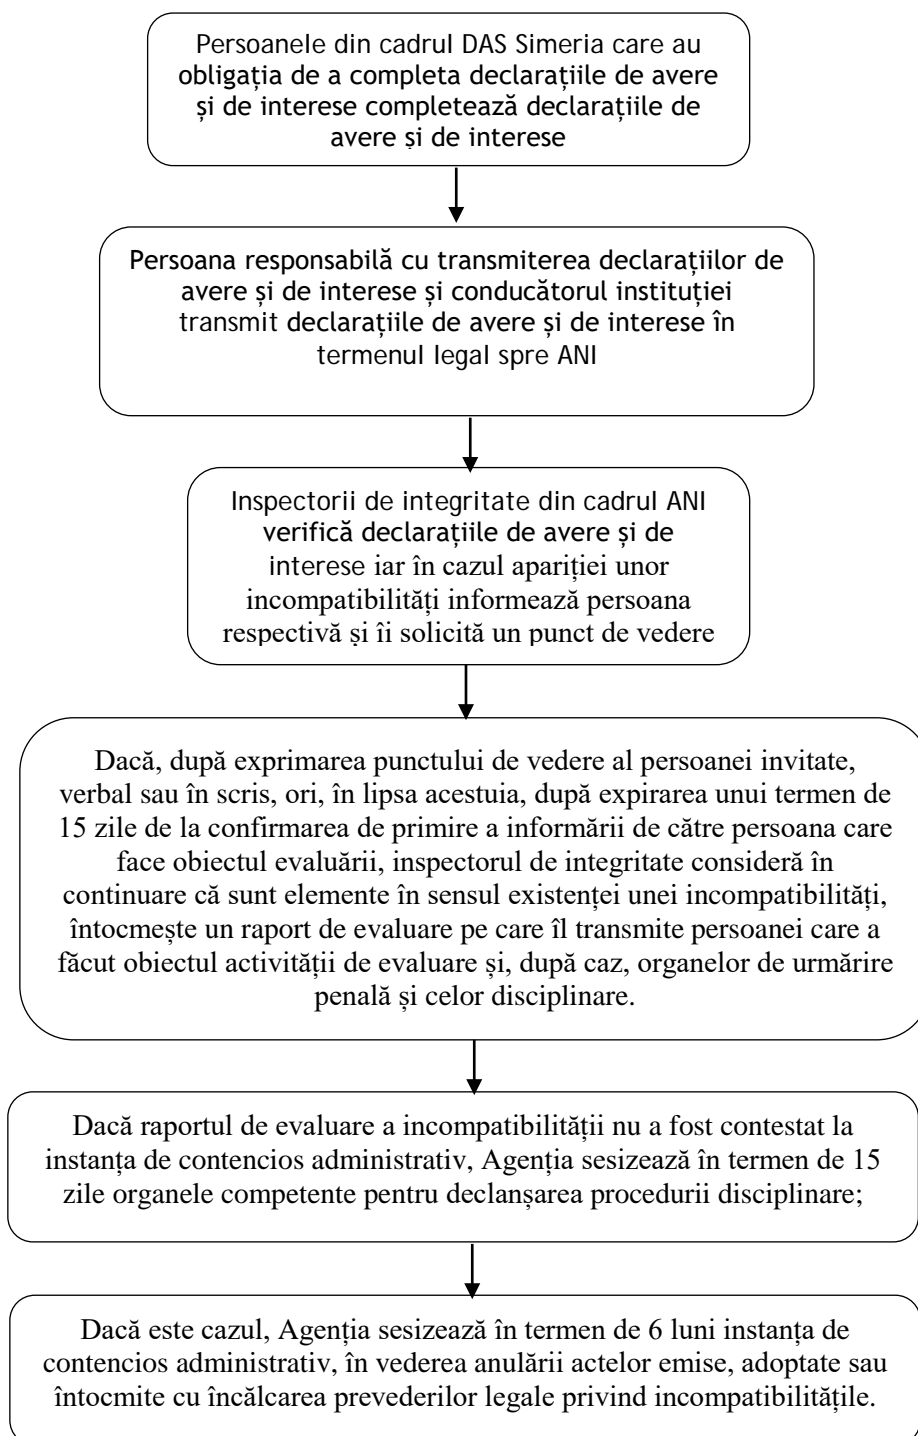 Persoanele din cadrul DAS Simeria care au
obligația de a completa declarațiile de avere
și de interese completează declarațiile de
avere și de interese
Persoana responsabilă cu transmiterea declarațiilor de
avere și de interese și conducătorul instituției
transmit declarațiile de avere și de interese în
termenul legal spre ANI
Inspectorii de integritate din cadrul ANI
verifică declarațiile de avere și de
interese iar în cazul apariției unor
incompatibilități informează persoana
respectivă și îi solicită un punct de vedere
Dacă, după exprimarea punctului de vedere al persoanei invitate,
verbal sau în scris, ori, în lipsa acestuia, după expirarea unui termen de
15 zile de la confirmarea de primire a informării de către persoana care
face obiectul evaluării, inspectorul de integritate consideră în
continuare că sunt elemente în sensul existenței unei incompatibilități,
întocmește un raport de evaluare pe care îl transmite persoanei care a
făcut obiectul activității de evaluare și, după caz, organelor de urmărire
penală și celor disciplinare.
Dacă raportul de evaluare a incompatibilității nu a fost contestat la
instanța de contencios administrativ, Agenția sesizează în termen de 15
zile organele competente pentru declanșarea procedurii disciplinare;
Dacă este cazul, Agenția sesizează în termen de 6 luni instanța de
contencios administrativ, în vederea anulării actelor emise, adoptate sau
întocmite cu încălcarea prevederilor legale privind incompatibilitățile.